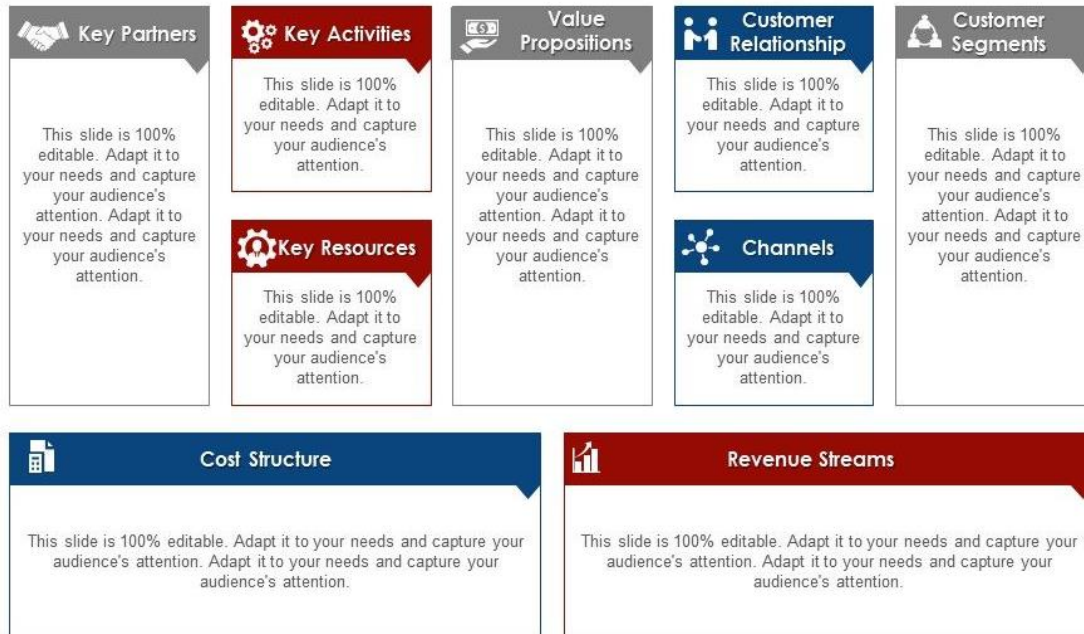 Key Partners
This slide is 100%
editable. Adapt it to
your needs and capture
your audience's
attention. Adapt it to
your needs and capture
your audience's
attention.
Key Activities
This slide is 100%
editable. Adapt it to
your needs and capture
your audience's
attention.
Key Resources
This slide is 100%
editable. Adapt it to
your needs and capture
your audience's
attention.
Value
Propositions
This slide is 100%
editable. Adapt it to
your needs and capture
your audience's
attention. Adapt it to
your needs and capture
your audience's
attention.
Customer
Relationship
This slide is 100%
editable. Adapt it to
your needs and capture
your audience's
attention.
Channels
This slide is 100%
editable. Adapt it to
your needs and capture
your audience's
attention.
Customer
Segments
This slide is 100%
editable. Adapt it to
your needs and capture
your audience's
attention. Adapt it to
your needs and capture
your audience's
attention.
Cost Structure
This slide is 100% editable. Adapt it to your needs and capture your
audience's attention. Adapt it to your needs and capture your
audience's attention.
Revenue Streams
This slide is 100% editable. Adapt it to your needs and capture your
audience's attention. Adapt it to your needs and capture your
audience's attention.